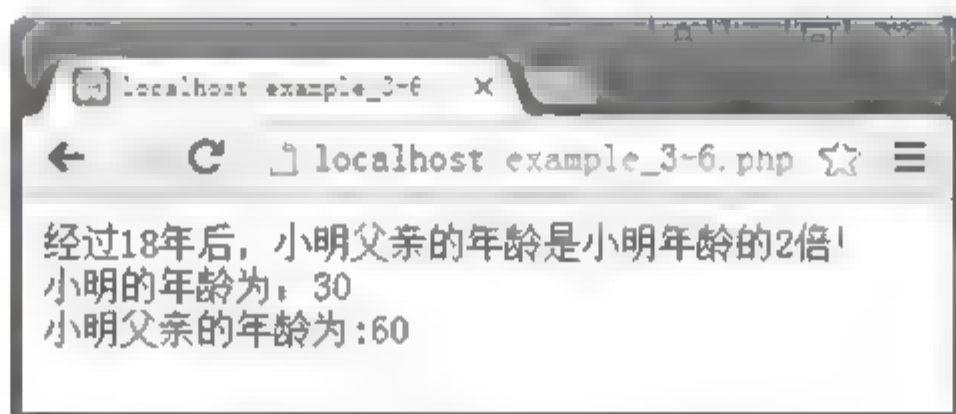 localhost example_3-6
localhost example_3-6.php
经过18年后，小明父亲的年龄是小明年龄的2倍！
小明的年龄为：30
小明父亲的年龄为:60